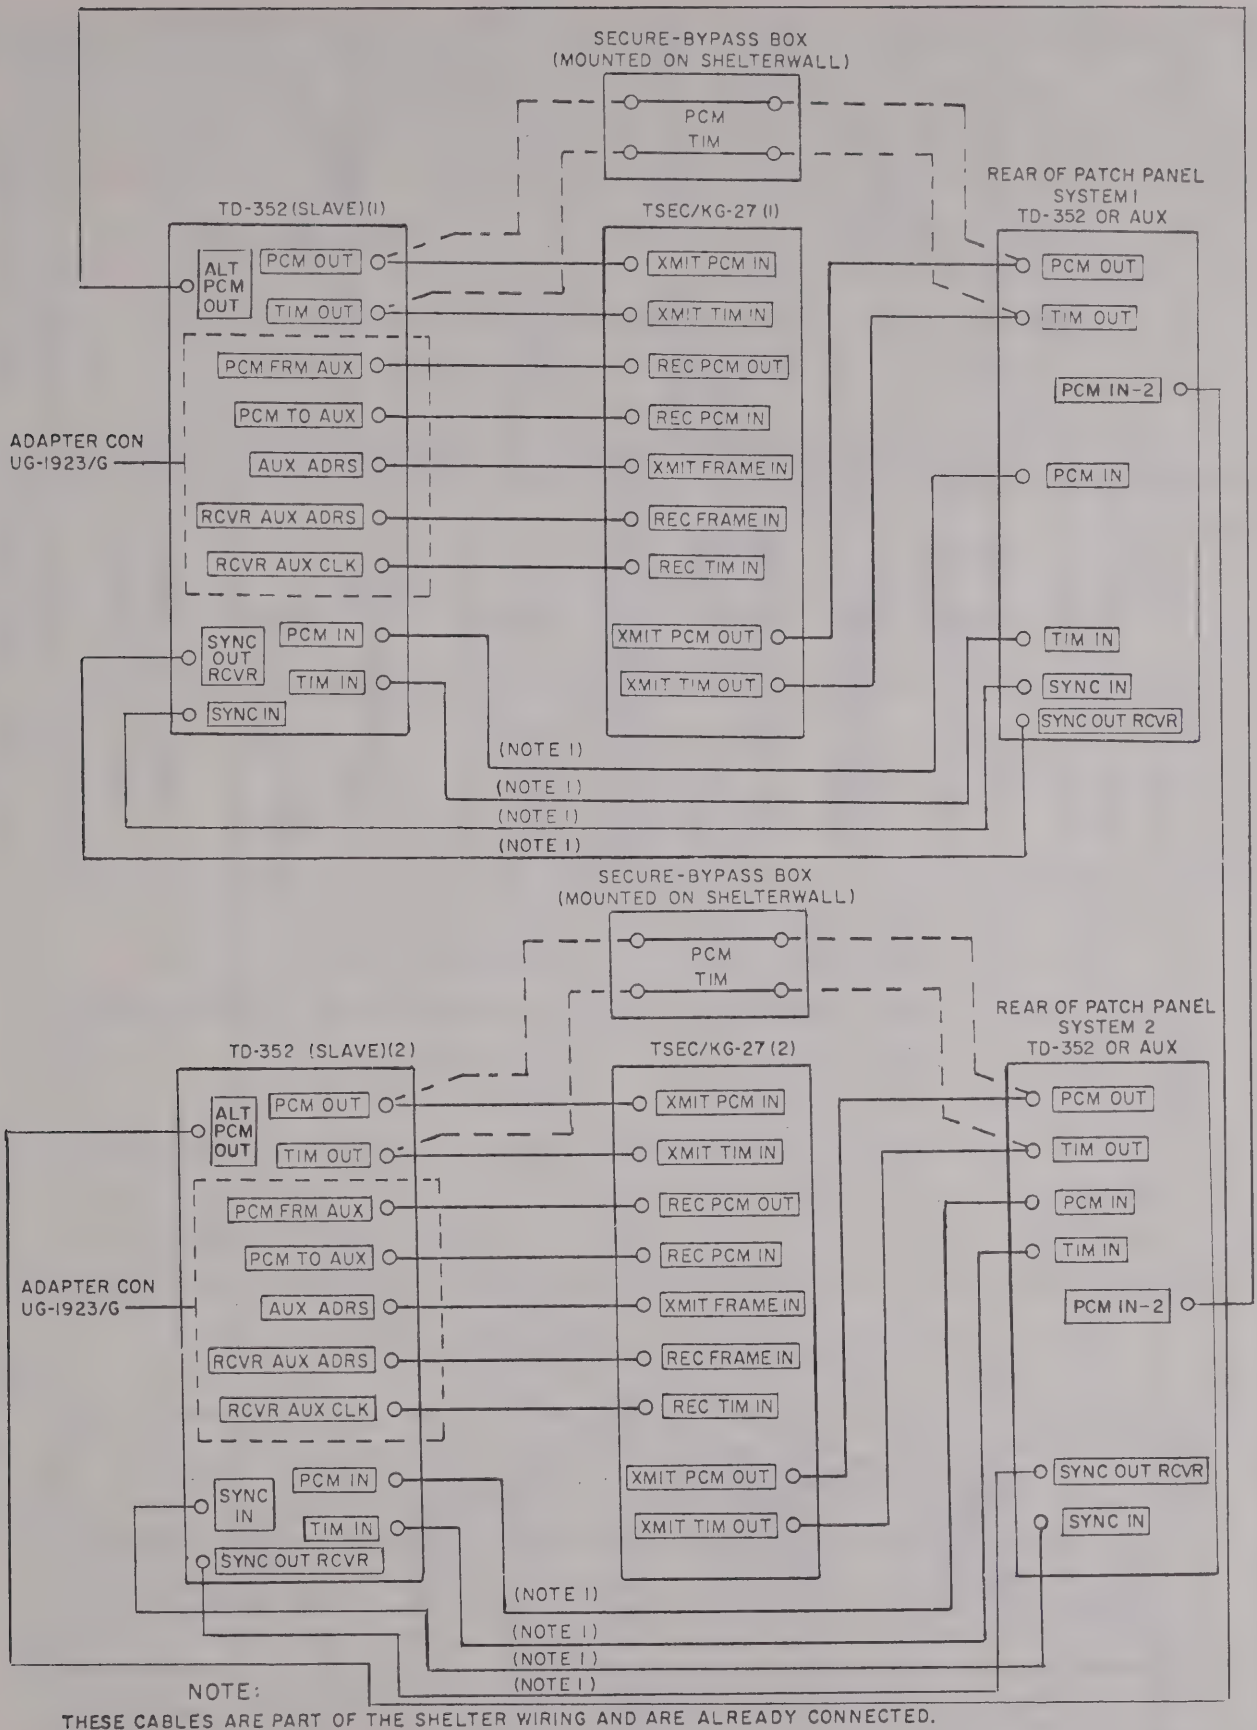 SECURE-BYPASS BOX
(MOUNTED ON SHELTERWALL)
PCM
TIM
REAR OF PATCH PANEL
SYSTEM 1
TD-352 OR AUX
TD-352 (SLAVE)(1)
TSEC/KG-27 (1)
ALT
PCM
OUT
PCM OUT
XMIT PCM IN
PCM OUT
TIM OUT
XMIT TIM IN
TIM OUT
PCM FRM AUX
REC PCM OUT
PCM IN-2
PCM TO AUX
REC PCM IN
ADAPTER CON
UG-1923/G
AUX ADRS
XMIT FRAME IN
PCM IN
RCVR AUX ADRS
REC FRAME IN
RCVR AUX CLK
REC TIM IN
SYNC
OUT
RCVR
PCM IN
XMIT PCM OUT
TIM IN
TIM IN
XMIT TIM OUT
SYNC IN
SYNC IN
SYNC OUT RCVR
(NOTE 1)
(NOTE 1)
(NOTE 1)
(NOTE 1)
SECURE-BYPASS BOX
(MOUNTED ON SHELTERWALL)
PCM
TIM
REAR OF PATCH PANEL
SYSTEM 2
TD-352 OR AUX
TD-352 (SLAVE)(2)
TSEC/KG-27 (2)
ALT
PCM
OUT
PCM OUT
XMIT PCM IN
PCM OUT
TIM OUT
XMIT TIM IN
TIM OUT
PCM FRM AUX
REC PCM OUT
PCM IN
PCM TO AUX
REC PCM IN
TIM IN
ADAPTER CON
UG-1923/G
AUX ADRS
XMIT FRAME IN
PCM IN-2
RCVR AUX ADRS
REC FRAME IN
RCVR AUX CLK
REC TIM IN
SYNC
IN
PCM IN
XMIT PCM OUT
SYNC OUT RCVR
TIM IN
XMIT TIM OUT
SYNC IN
SYNC OUT RCVR
(NOTE 1)
(NOTE 1)
(NOTE 1)
(NOTE 1)
NOTE:
THESE CABLES ARE PART OF THE SHELTER WIRING AND ARE ALREADY CONNECTED.